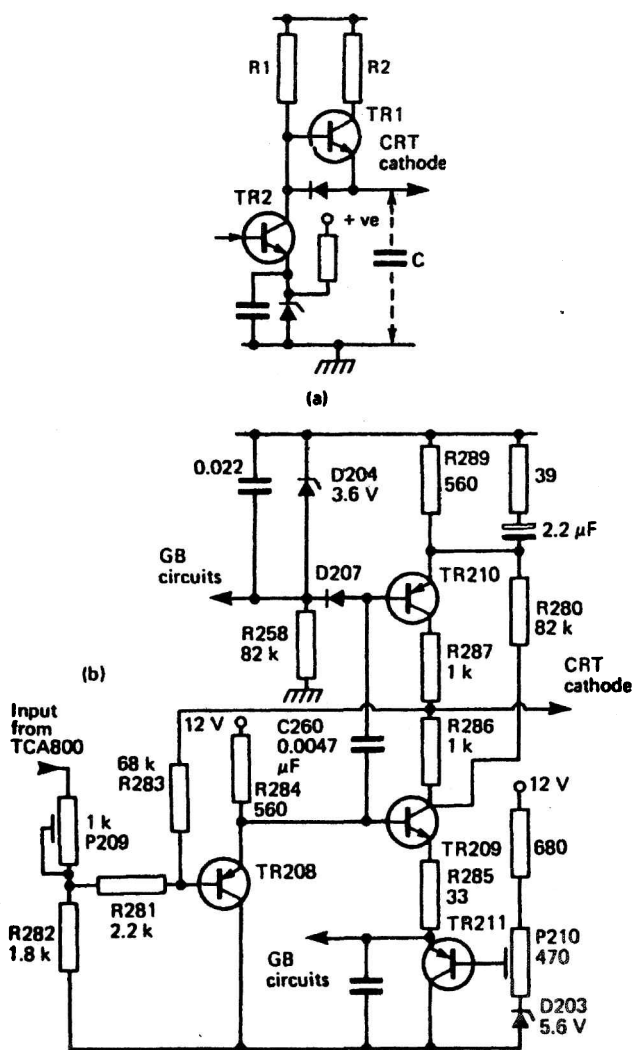 R1
R2
TR1
CRT
cathode
TR2
+ ve
C
(a)
R289
560
39
0.022
D204
3.6 V
2.2 µF
GB
circuits
D207
TR210
R280
82 k
R258
82 k
R287
1 k
CRT
cathode
(b)
Input
from
TCA800
12 V
C260
0.0047
µF
R286
1 k
68 k
R283
R284
560
12 V
1 k
P209
TR208
TR209
680
R285
33
R281
2.2 k
TR211
R282
1.8 k
GB
circuits
P210
470
D203
5.6 V